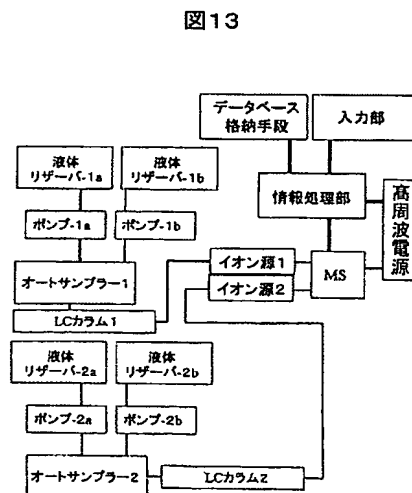 図13
データベース
格納手段
入力部
液体
リザーバ-1a
液体
リザーバ-1b
情報処理部
高周波電源
ポンプ-1a
ポンプ-1b
イオン源1
イオン源2
MS
オートサンプラー1
LCカラム1
液体
リザーバ-2a
液体
リザーバ-2b
ポンプ-2a
ポンプ-2b
オートサンプラー2
LCカラム2